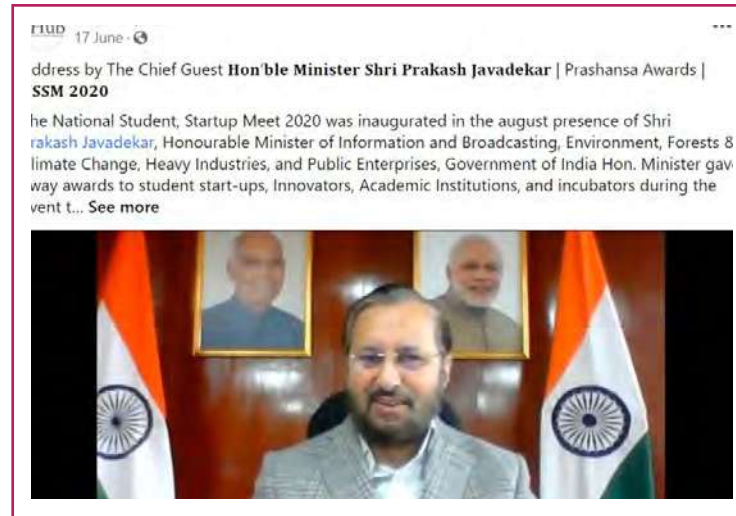 Hub
17 June ·
ddress by The Chief Guest Hon'ble Minister Shri Prakash Javadekar | Prashansa Awards |
SSM 2020
he National Student, Startup Meet 2020 was inaugurated in the august presence of Shri
rakash Javadekar, Honourable Minister of Information and Broadcasting, Environment, Forests &
limate Change, Heavy Industries, and Public Enterprises, Government of India Hon. Minister gav
way awards to student start-ups, Innovators, Academic Institutions, and incubators during the
vent t... See more